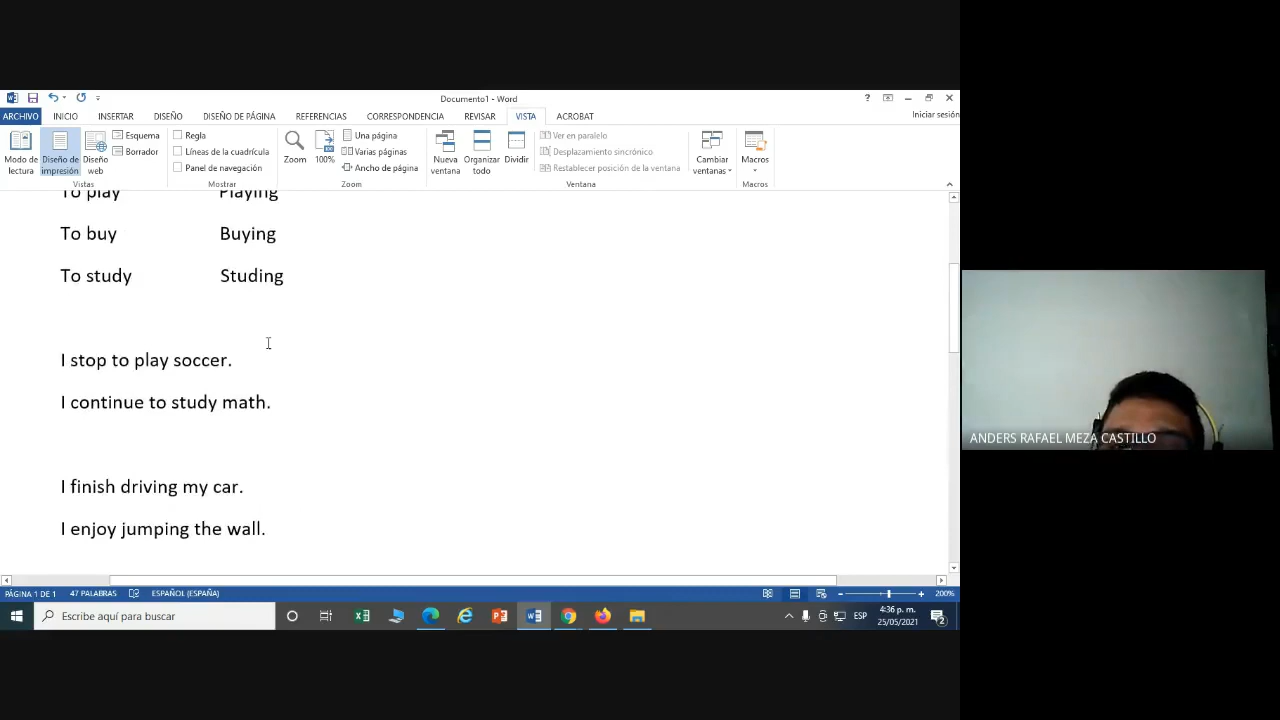 Documento1 - Word
?
ARCHIVO INICIO INSERTAR DISEÑO DISEÑO DE PÁGINA REFERENCIAS CORRESPONDENCIA REVISAR VISTA ACROBAT Iniciar sesión
Modo de lectura
Diseño de impresión
Diseño web
Esquema
Borrador
Vistas
Regla
Líneas de la cuadrícula
Panel de navegación
Mostrar
Zoom
100%
Una página
Varias páginas
Ancho de página
Zoom
Nueva ventana
Organizar todo
Dividir
Ver en paralelo
Desplazamiento sincrónico
Restablecer posición de la ventana
Ventana
Cambiar ventanas
Macros
Macros
To play Playing
To buy Buying
To study Studing
I stop to play soccer.
I continue to study math.
I finish driving my car.
I enjoy jumping the wall.
ANDERS RAFAEL MEZA CASTILLO
PÁGINA 1 DE 1 47 PALABRAS ESPAÑOL (ESPAÑA) 200%
Escribe aquí para buscar
ESP
4:36 p. m.
25/05/2021
2